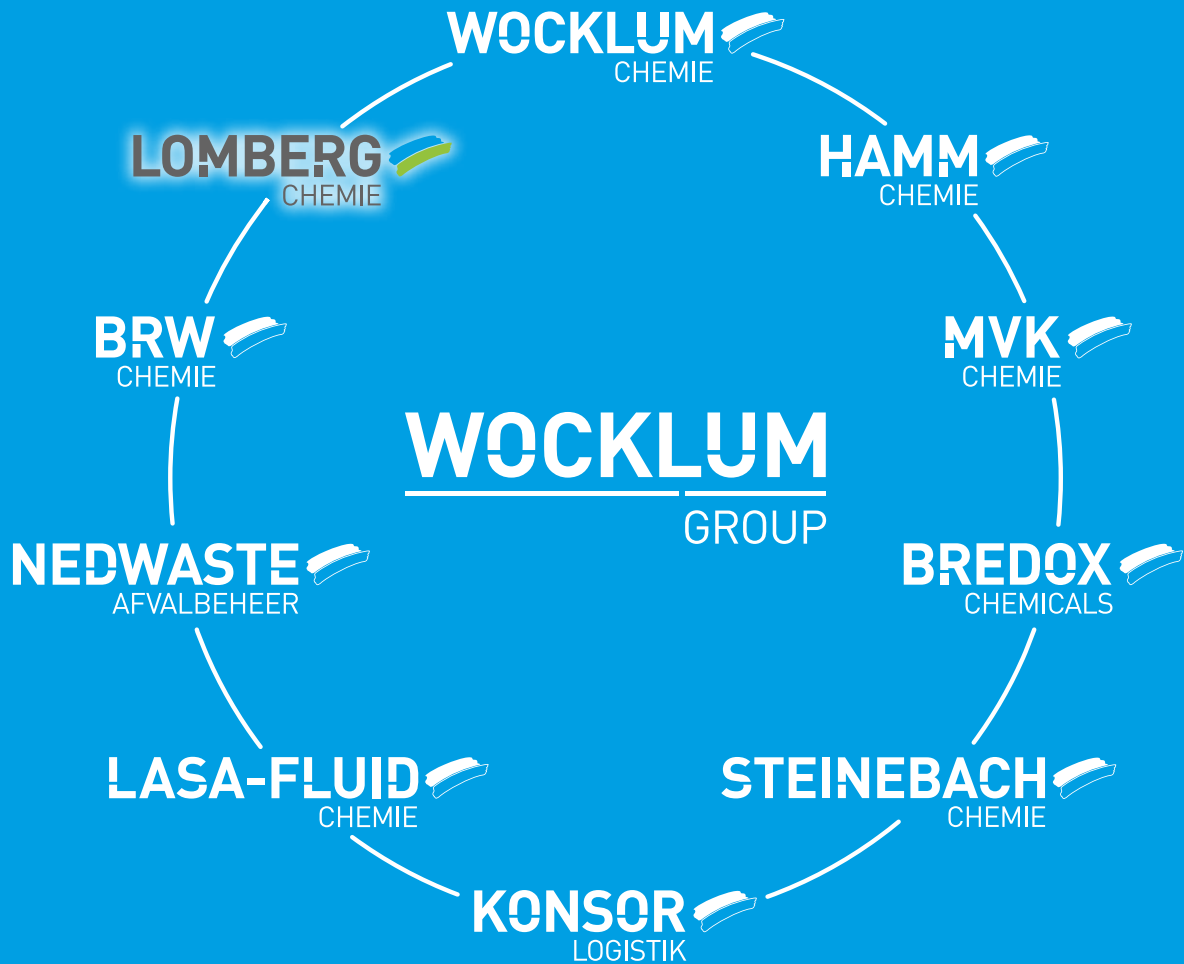 WOCKLUM
CHEMIE
LOMBERG
CHEMIE
HAMM
CHEMIE
BRW
CHEMIE
MVK
CHEMIE
WOCKLUM
GROUP
NEDWASTE
AFVALBEHEER
BREDOX
CHEMICALS
LASA-FLUID
CHEMIE
STEINEBACH
CHEMIE
KONSOR
LOGISTIK